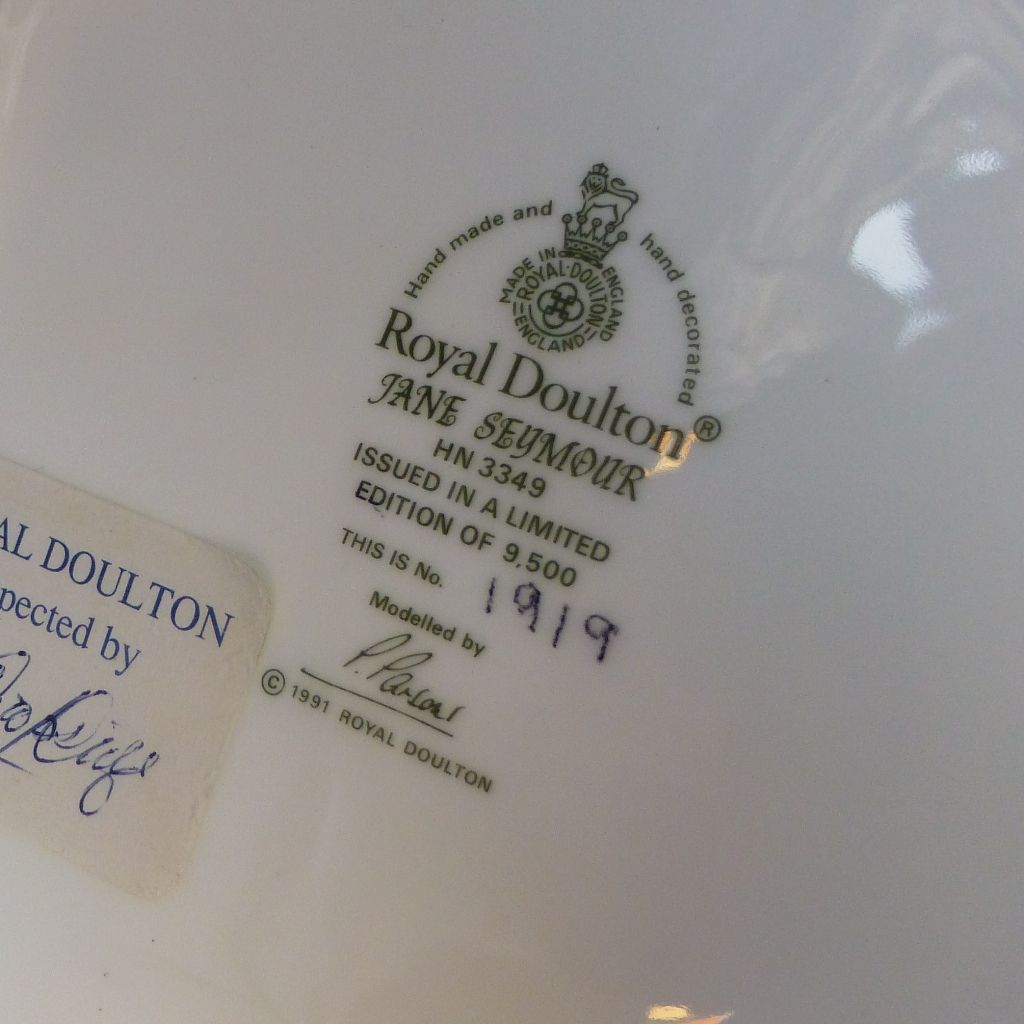 Hand made and hand decorated
MADE IN ENGLAND
ROYAL·DOULTON
ENGLAND
Royal Doulton®
JANE SEYMOUR
HN 3349
ISSUED IN A LIMITED
EDITION OF 9,500
THIS IS No. 1919
Modelled by
P. Parsons
© 1991 ROYAL DOULTON
AL DOULTON
pected by